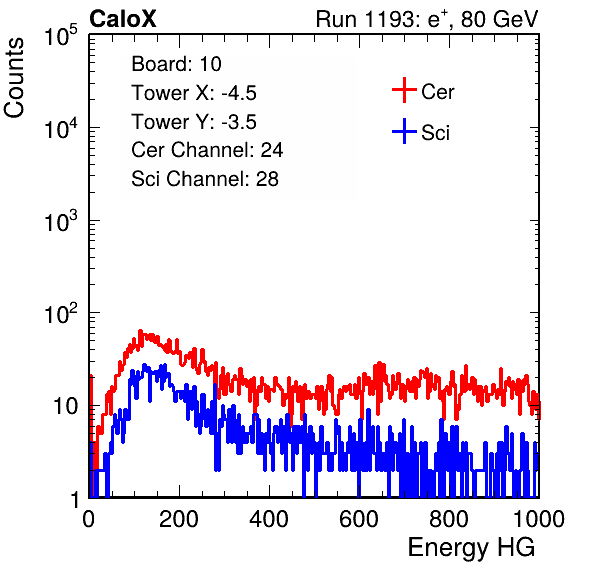 CaloX Run 1193: e⁺, 80 GeV
Counts
Board: 10
Tower X: -4.5
Tower Y: -3.5
Cer Channel: 24
Sci Channel: 28
Cer
Sci
10⁵
10⁴
10³
10²
10
1
0 200 400 600 800 1000
Energy HG